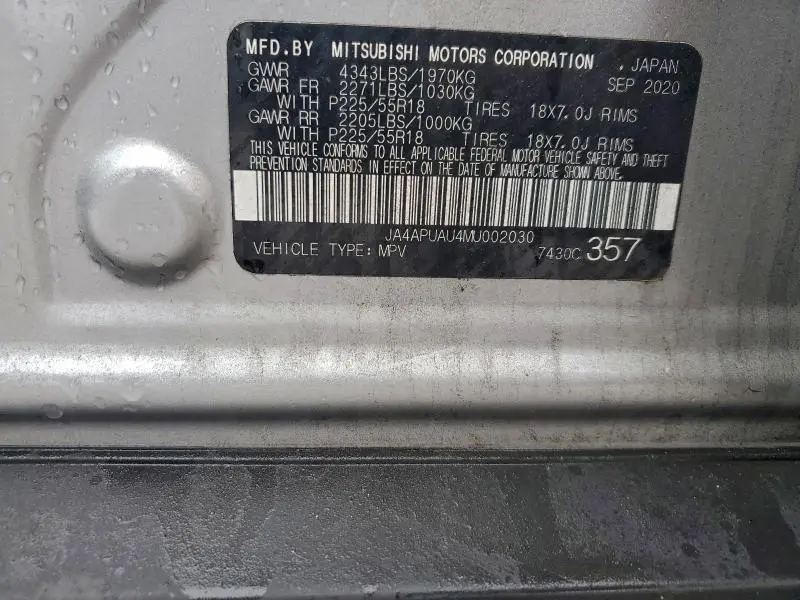 MFD.BY MITSUBISHI MOTORS CORPORATION . JAPAN
GVWR 4343LBS/1970KG SEP 2020
GAWR FR 2271LBS/1030KG
WITH P225/55R18 TIRES 18X7.0J RIMS
GAWR RR 2205LBS/1000KG
WITH P225/55R18 TIRES 18X7.0J RIMS
THIS VEHICLE CONFORMS TO ALL APPLICABLE FEDERAL MOTOR VEHICLE SAFETY AND THEFT
PREVENTION STANDARDS IN EFFECT ON THE DATE OF MANUFACTURE SHOWN ABOVE.
JA4APUAU4MU002030
VEHICLE TYPE: MPV 7430C 357